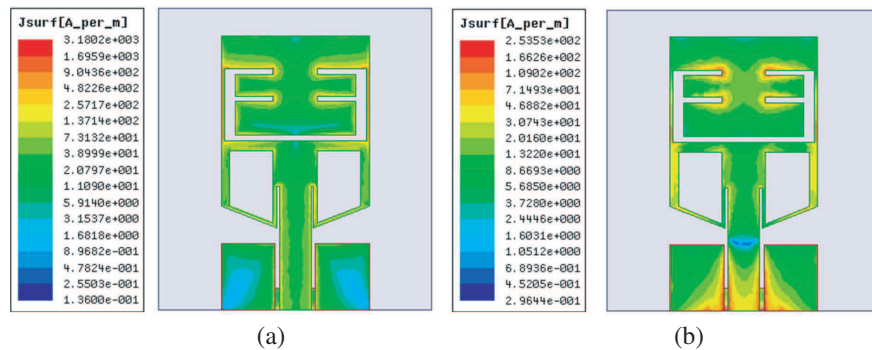 Jsurf[A_per_m]
3.1802e+003
1.6959e+003
9.0436e+002
4.8226e+002
2.5717e+002
1.3714e+002
7.3132e+001
3.8999e+001
2.0797e+001
1.1090e+001
5.9140e+000
3.1537e+000
1.6818e+000
8.9682e-001
4.7824e-001
2.5503e-001
1.3600e-001
Jsurf[A_per_m]
2.5353e+002
1.6626e+002
1.0902e+002
7.1493e+001
4.6882e+001
3.0743e+001
2.0160e+001
1.3220e+001
8.6693e+000
5.6850e+000
3.7280e+000
2.4446e+000
1.6031e+000
1.0512e+000
6.8936e-001
4.5205e-001
2.9644e-001
(a)
(b)